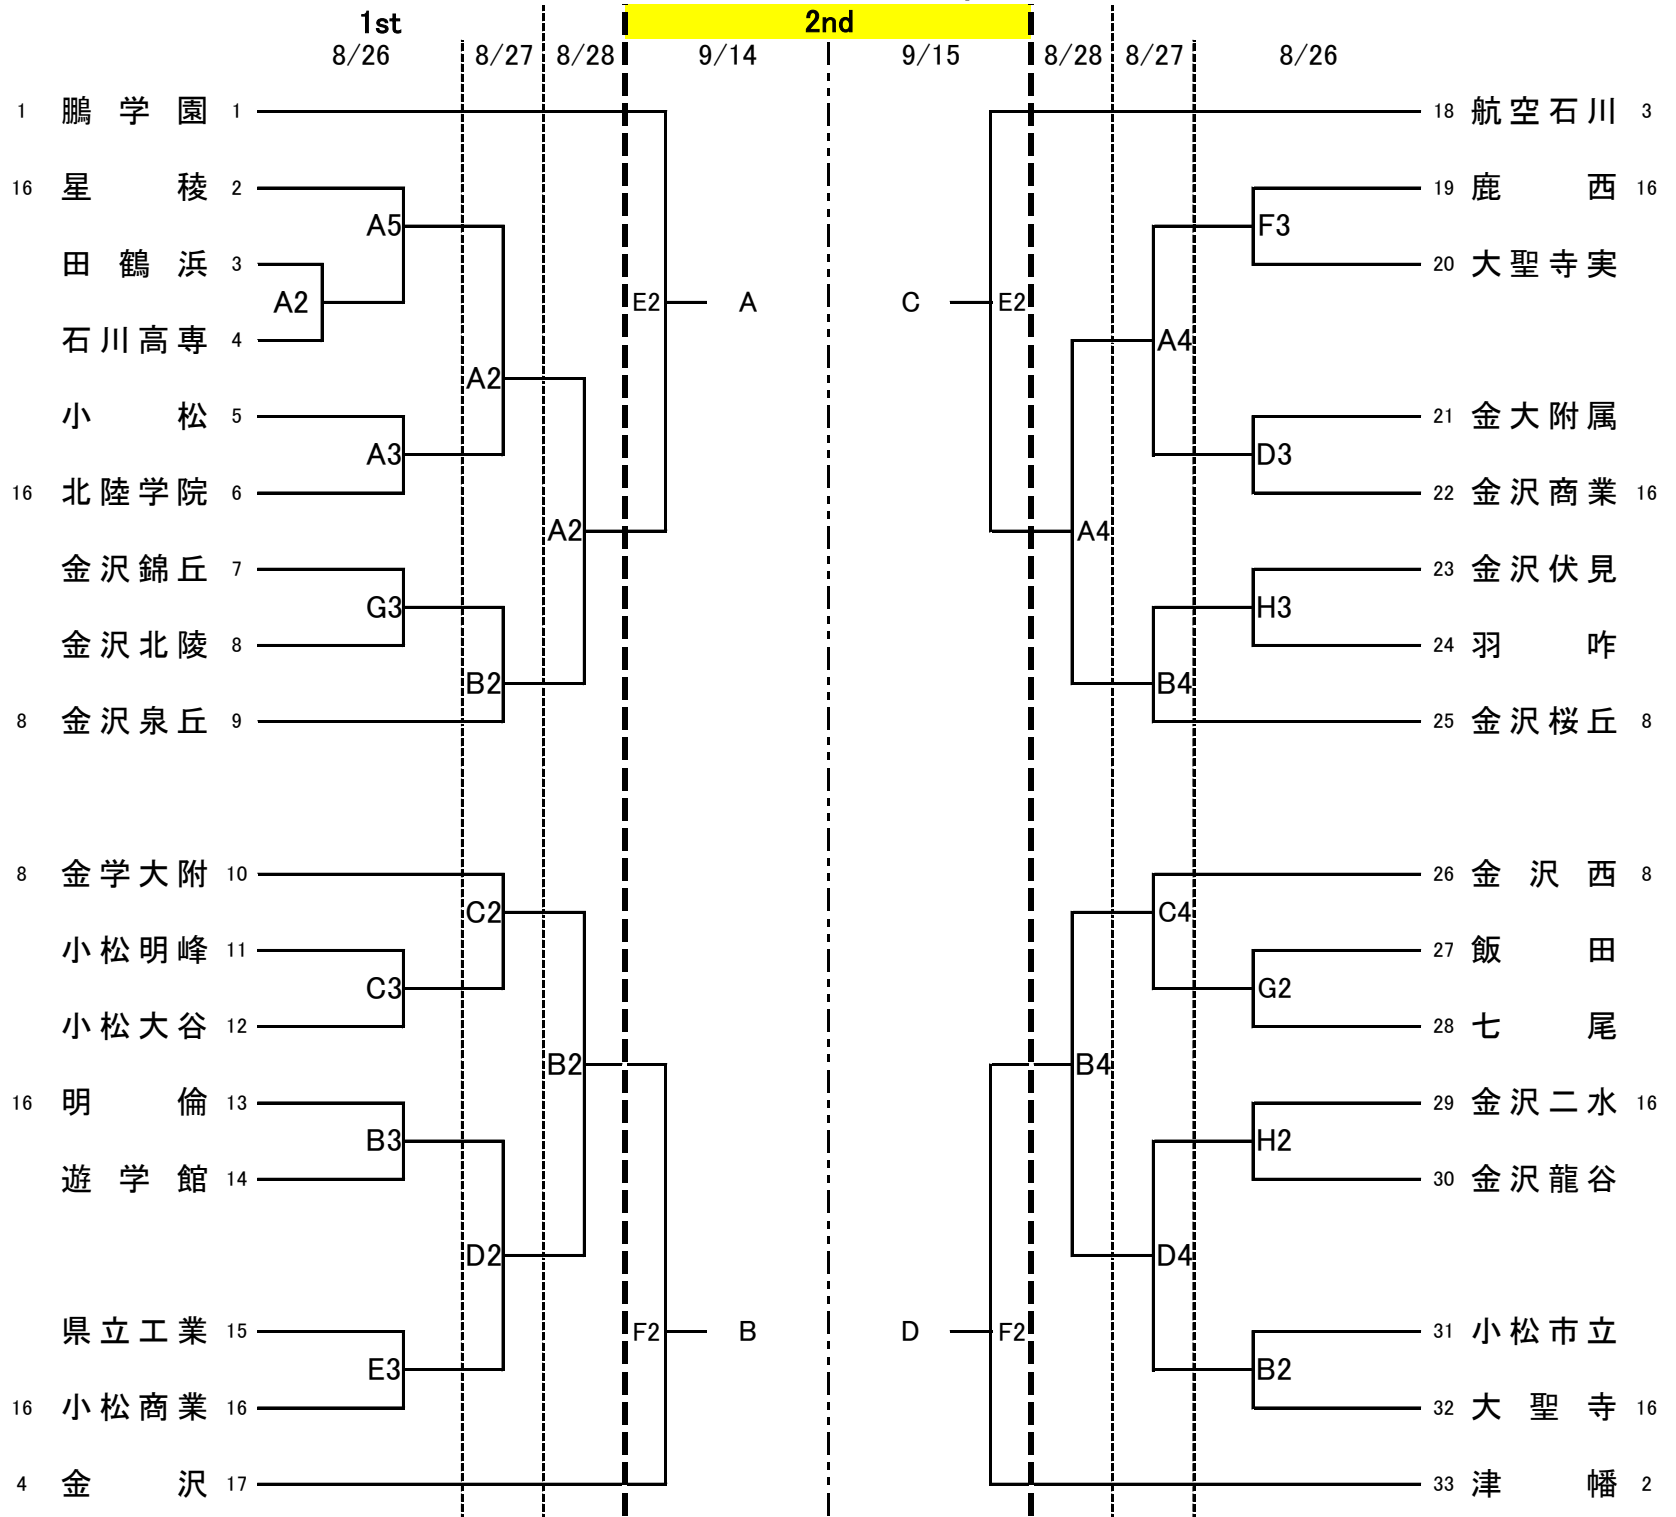 1st 2nd
8/26 8/27 8/28 9/14 9/15 8/28 8/27 8/26
1 鵬学園 1 18 航空石川 3
16 星稜 2 19 鹿西 16
A5 F3
田鶴浜 3 20 大聖寺実
A2 E2 A C E2
石川高専 4 A4
A2
小松 5 21 金大附属
A3 D3
16 北陸学院 6 22 金沢商業 16
A2 A4
金沢錦丘 7 23 金沢伏見
G3 H3
金沢北陵 8 24 羽咋
B2 B4
8 金沢泉丘 9 25 金沢桜丘 8
8 金学大附 10 26 金沢西 8
C2 C4
小松明峰 11 27 飯田
C3 G2
小松大谷 12 28 七尾
B2 B4
16 明倫 13 29 金沢二水 16
B3 H2
遊学館 14 30 金沢龍谷
D2 D4
県立工業 15 F2 B D F2 31 小松市立
E3 B2
16 小松商業 16 32 大聖寺 16
4 金沢 17 33 津幡 2